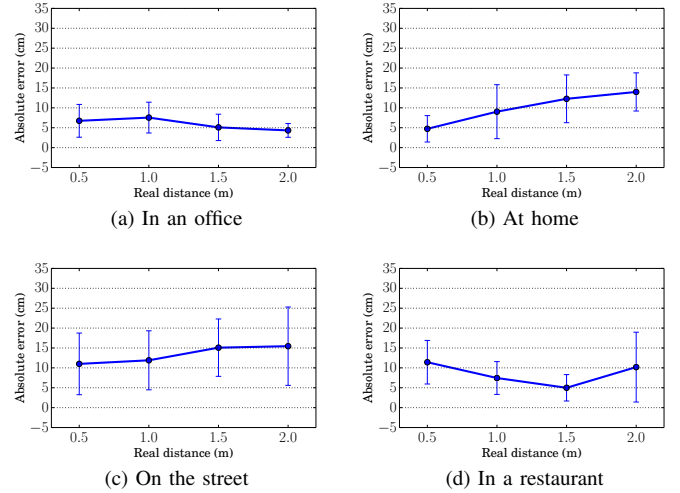 35
30
25
20
15
10
5
0
−5
Absolute error (cm)
0.5 1.0 1.5 2.0
Real distance (m)
(a) In an office
35
30
25
20
15
10
5
0
−5
Absolute error (cm)
0.5 1.0 1.5 2.0
Real distance (m)
(b) At home
35
30
25
20
15
10
5
0
−5
Absolute error (cm)
0.5 1.0 1.5 2.0
Real distance (m)
(c) On the street
35
30
25
20
15
10
5
0
−5
Absolute error (cm)
0.5 1.0 1.5 2.0
Real distance (m)
(d) In a restaurant